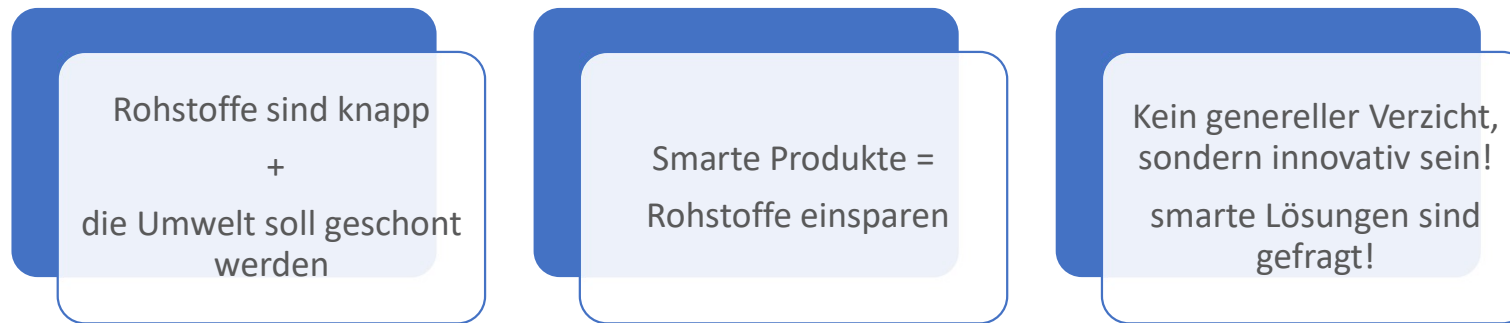 Rohstoffe sind knapp
+
die Umwelt soll geschont
werden
Smarte Produkte =
Rohstoffe einsparen
Kein genereller Verzicht,
sondern innovativ sein!
smarte Lösungen sind
gefragt!